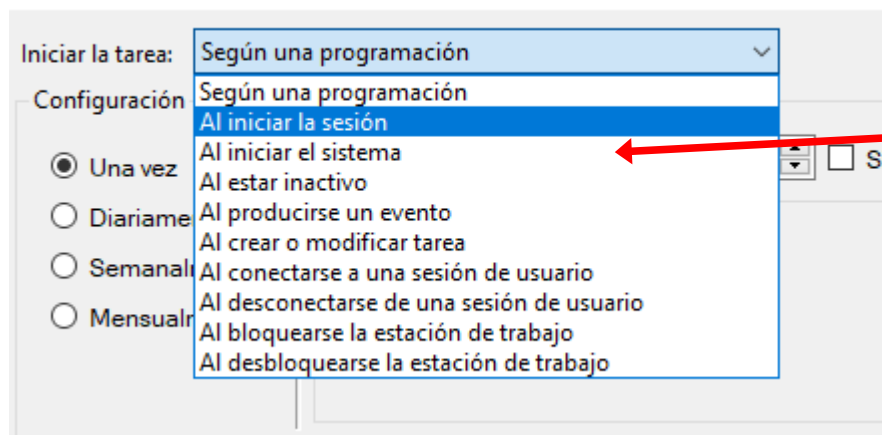 Iniciar la tarea: Según una programación
Configuración
Según una programación
Al iniciar la sesión
Al iniciar el sistema
Una vez
Al estar inactivo
Al producirse un evento
Al crear o modificar tarea
Al conectarse a una sesión de usuario
Al desconectarse de una sesión de usuario
Al bloquearse la estación de trabajo
Al desbloquearse la estación de trabajo